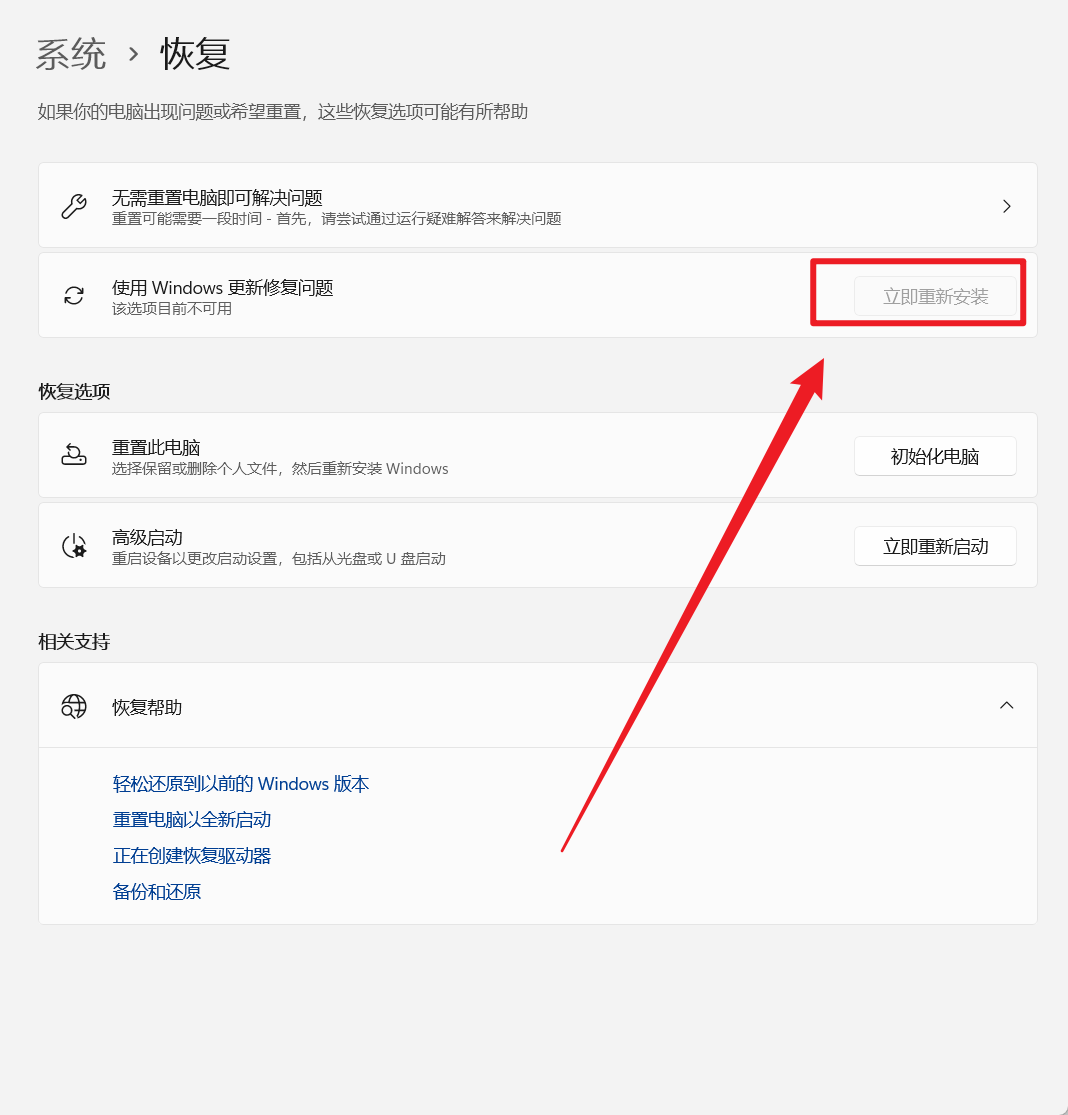 系统 › 恢复
如果你的电脑出现问题或希望重置，这些恢复选项可能有所帮助
无需重置电脑即可解决问题
重置可能需要一段时间 - 首先，请尝试通过运行疑难解答来解决问题
使用 Windows 更新修复问题
该选项目前不可用
立即重新安装
恢复选项
重置此电脑
选择保留或删除个人文件，然后重新安装 Windows
初始化电脑
高级启动
重启设备以更改启动设置，包括从光盘或 U 盘启动
立即重新启动
相关支持
恢复帮助
轻松还原到以前的 Windows 版本
重置电脑以全新启动
正在创建恢复驱动器
备份和还原